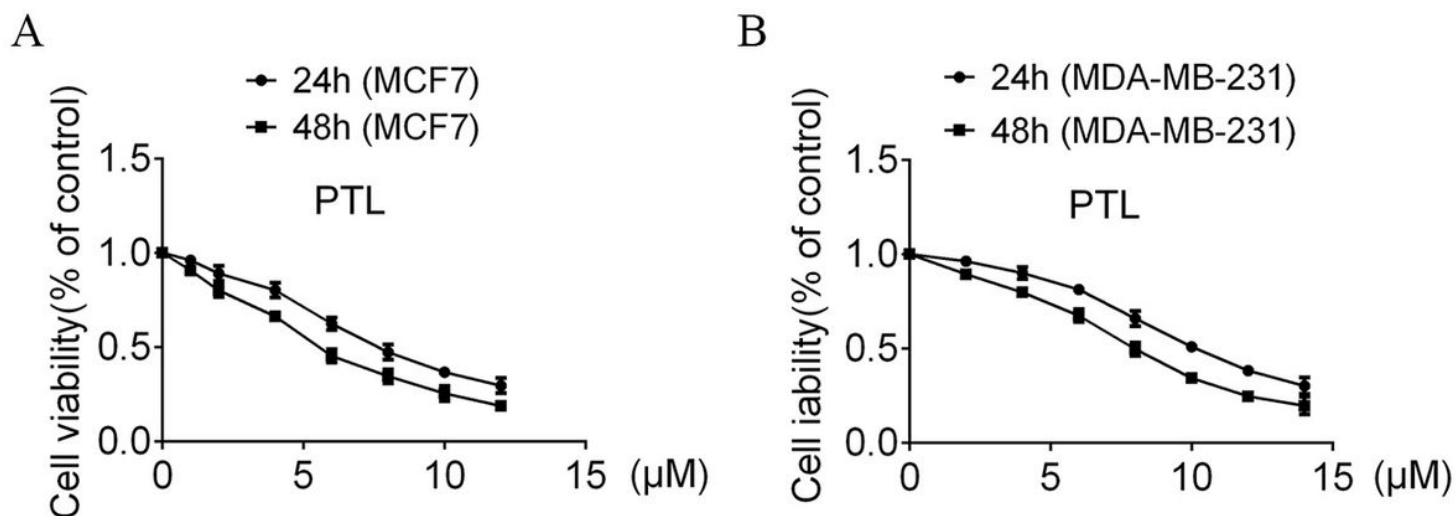 A
24h (MCF7)
48h (MCF7)
Cell viability(% of control)
1.5
1.0
0.5
0.0
PTL
0 5 10 15 (μM)
B
24h (MDA-MB-231)
48h (MDA-MB-231)
Cell iability(% of control)
1.5
1.0
0.5
0.0
PTL
0 5 10 15 (μM)